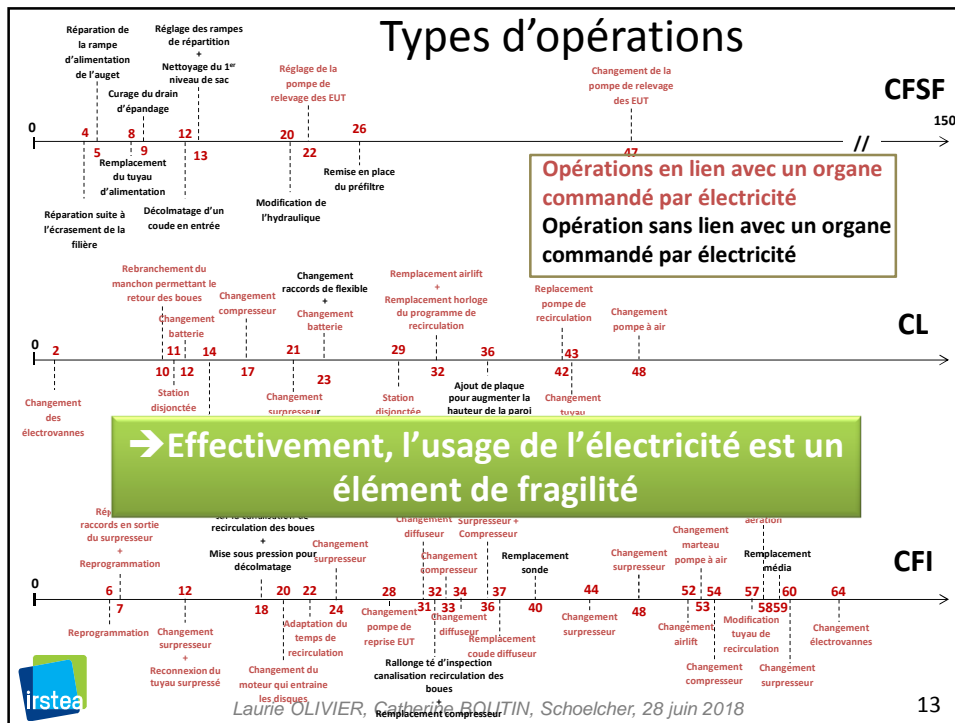 Types d'opérations
Réparation de
la rampe
d'alimentation
de l'auget
Réglage des rampes
de répartition
+
Nettoyage du 1er
niveau de sac
Curage du drain
d'épandage
Réglage de la
pompe de
relevage des EUT
Changement de la
pompe de relevage
des EUT
CFSF
0
4
5
8
9
12
13
20
22
26
47
//
150
Remplacement
du tuyau
d'alimentation
Réparation suite à
l'écrasement de la
filière
Décolmatage d'un
coude en entrée
Modification de
l'hydraulique
Remise en place
du préfiltre
Opérations en lien avec un organe
commandé par électricité
Opération sans lien avec un organe
commandé par électricité
Rebranchement du
manchon permettant le
retour des boues
Changement
batterie
Changement
compresseur
Changement
raccords de flexible
+
Changement
batterie
Remplacement airlift
+
Remplacement horloge
du programme de
recirculation
Replacement
pompe de
recirculation
Changement
pompe à air
CL
0
2
10
11
12
14
17
21
23
29
32
36
42
43
48
Changement
des
électrovannes
Station
disjonctée
Changement
surpresseur
Station
disjonctée
Ajout de plaque
pour augmenter la
hauteur de la paroi
Changement
tuyau
➔Effectivement, l'usage de l'électricité est un
élément de fragilité
raccords en sortie
du surpresseur
+
Reprogrammation
recirculation des boues
+
Mise sous pression pour
décolmatage
Changement
surpresseur
Changement
diffuseur
Changement
compresseur
Surpresseur +
Compresseur
Remplacement
sonde
Changement
surpresseur
Changement
marteau
pompe à air
aération
Remplacement
média
CFI
0
6
7
12
18
20
22
24
28
31
32
33
34
36
37
40
44
48
52
53
54
57
58
59
60
64
Reprogrammation
Changement
surpresseur
+
Reconnexion du
tuyau surpressé
Changement du
moteur qui entraine
les disques
Adaptation du
temps de
recirculation
Changement
pompe de
reprise EUT
Rallonge té d'inspection
canalisation recirculation des
boues
+
Remplacement compresseur
Changement
diffuseur
Remplacement
coude diffuseur
Changement
surpresseur
Changement
airlift
Changement
compresseur
Modification
tuyau de
recirculation
Changement
surpresseur
Changement
électrovannes
irstea
Laurie OLIVIER, Catherine BOUTIN, Schoelcher, 28 juin 2018
13